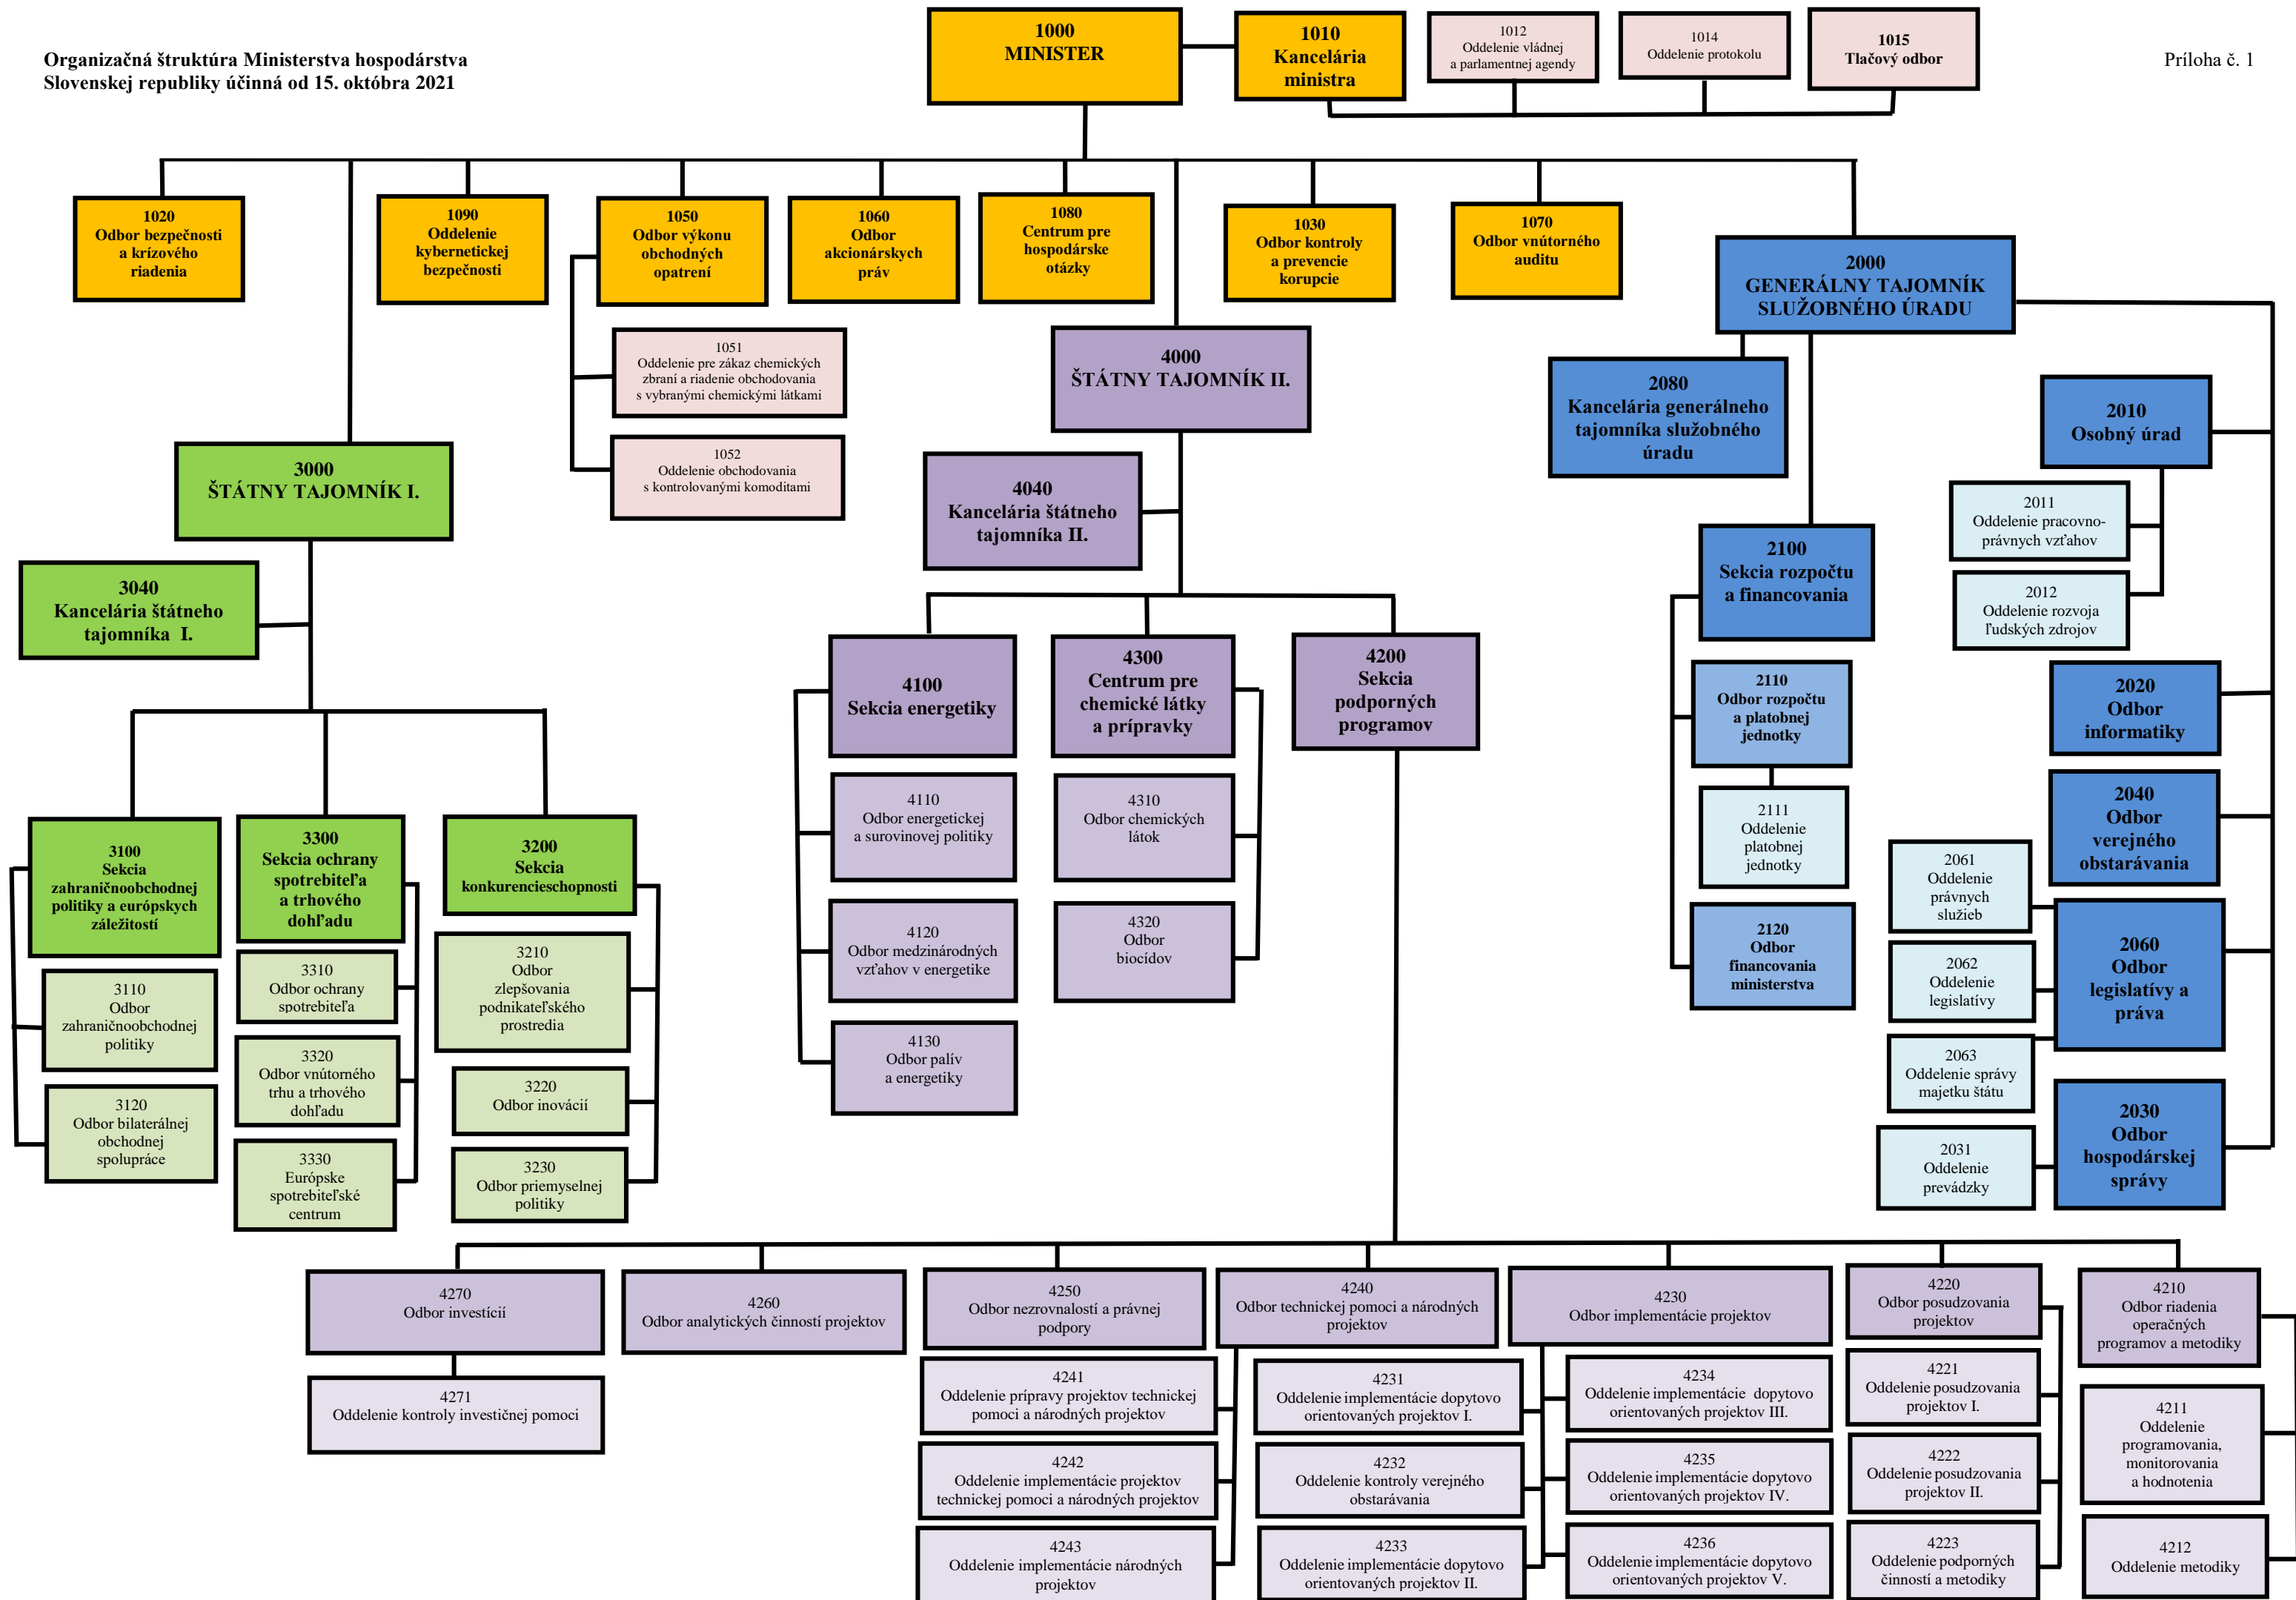 Organizačná štruktúra Ministerstva hospodárstva
Slovenskej republiky účinná od 15. októbra 2021
Príloha č. 1
1000
MINISTER
1010
Kancelária
ministra
1012
Oddelenie vládnej
a parlamentnej agendy
1014
Oddelenie protokolu
1015
Tlačový odbor
1020
Odbor bezpečnosti
a krízového
riadenia
1090
Oddelenie
kybernetickej
bezpečnosti
1050
Odbor výkonu
obchodných
opatrení
1060
Odbor
akcionárskych
práv
1080
Centrum pre
hospodárske
otázky
1030
Odbor kontroly
a prevencie
korupcie
1070
Odbor vnútorného
auditu
2000
GENERÁLNY TAJOMNÍK
SLUŽOBNÉHO ÚRADU
1051
Oddelenie pre zákaz chemických
zbraní a riadenie obchodovania
s vybranými chemickými látkami
1052
Oddelenie obchodovania
s kontrolovanými komoditami
4000
ŠTÁTNY TAJOMNÍK II.
4040
Kancelária štátneho
tajomníka II.
2080
Kancelária generálneho
tajomníka služobného
úradu
2010
Osobný úrad
2011
Oddelenie pracovno-
právnych vzťahov
2012
Oddelenie rozvoja
ľudských zdrojov
3000
ŠTÁTNY TAJOMNÍK I.
3040
Kancelária štátneho
tajomníka I.
2100
Sekcia rozpočtu
a financovania
2110
Odbor rozpočtu
a platobnej
jednotky
2111
Oddelenie
platobnej
jednotky
2120
Odbor
financovania
ministerstva
2020
Odbor
informatiky
2040
Odbor
verejného
obstarávania
2061
Oddelenie
právnych
služieb
2062
Oddelenie
legislatívy
2063
Oddelenie správy
majetku štátu
2060
Odbor
legislatívy a
práva
2031
Oddelenie
prevádzky
2030
Odbor
hospodárskej
správy
4100
Sekcia energetiky
4300
Centrum pre
chemické látky
a prípravky
4200
Sekcia
podporných
programov
4110
Odbor energetickej
a surovinovej politiky
4120
Odbor medzinárodných
vzťahov v energetike
4130
Odbor palív
a energetiky
4310
Odbor chemických
látok
4320
Odbor
biocídov
3100
Sekcia
zahraničnoobchodnej
politiky a európskych
záležitostí
3300
Sekcia ochrany
spotrebiteľa
a trhového
dohľadu
3200
Sekcia
konkurencieschopnosti
3110
Odbor
zahraničnoobchodnej
politiky
3120
Odbor bilaterálnej
obchodnej
spolupráce
3310
Odbor ochrany
spotrebiteľa
3320
Odbor vnútorného
trhu a trhového
dohľadu
3330
Európske
spotrebiteľské
centrum
3210
Odbor
zlepšovania
podnikateľského
prostredia
3220
Odbor inovácií
3230
Odbor priemyselnej
politiky
4270
Odbor investícií
4271
Oddelenie kontroly investičnej pomoci
4260
Odbor analytických činností projektov
4250
Odbor nezrovnalostí a právnej
podpory
4240
Odbor technickej pomoci a národných
projektov
4241
Oddelenie prípravy projektov technickej
pomoci a národných projektov
4242
Oddelenie implementácie projektov
technickej pomoci a národných projektov
4243
Oddelenie implementácie národných
projektov
4230
Odbor implementácie projektov
4231
Oddelenie implementácie dopytovo
orientovaných projektov I.
4232
Oddelenie kontroly verejného
obstarávania
4233
Oddelenie implementácie dopytovo
orientovaných projektov II.
4234
Oddelenie implementácie dopytovo
orientovaných projektov III.
4235
Oddelenie implementácie dopytovo
orientovaných projektov IV.
4236
Oddelenie implementácie dopytovo
orientovaných projektov V.
4220
Odbor posudzovania
projektov
4221
Oddelenie posudzovania
projektov I.
4222
Oddelenie posudzovania
projektov II.
4223
Oddelenie podporných
činností a metodiky
4210
Odbor riadenia
operačných
programov a metodiky
4211
Oddelenie
programovania,
monitorovania
a hodnotenia
4212
Oddelenie metodiky